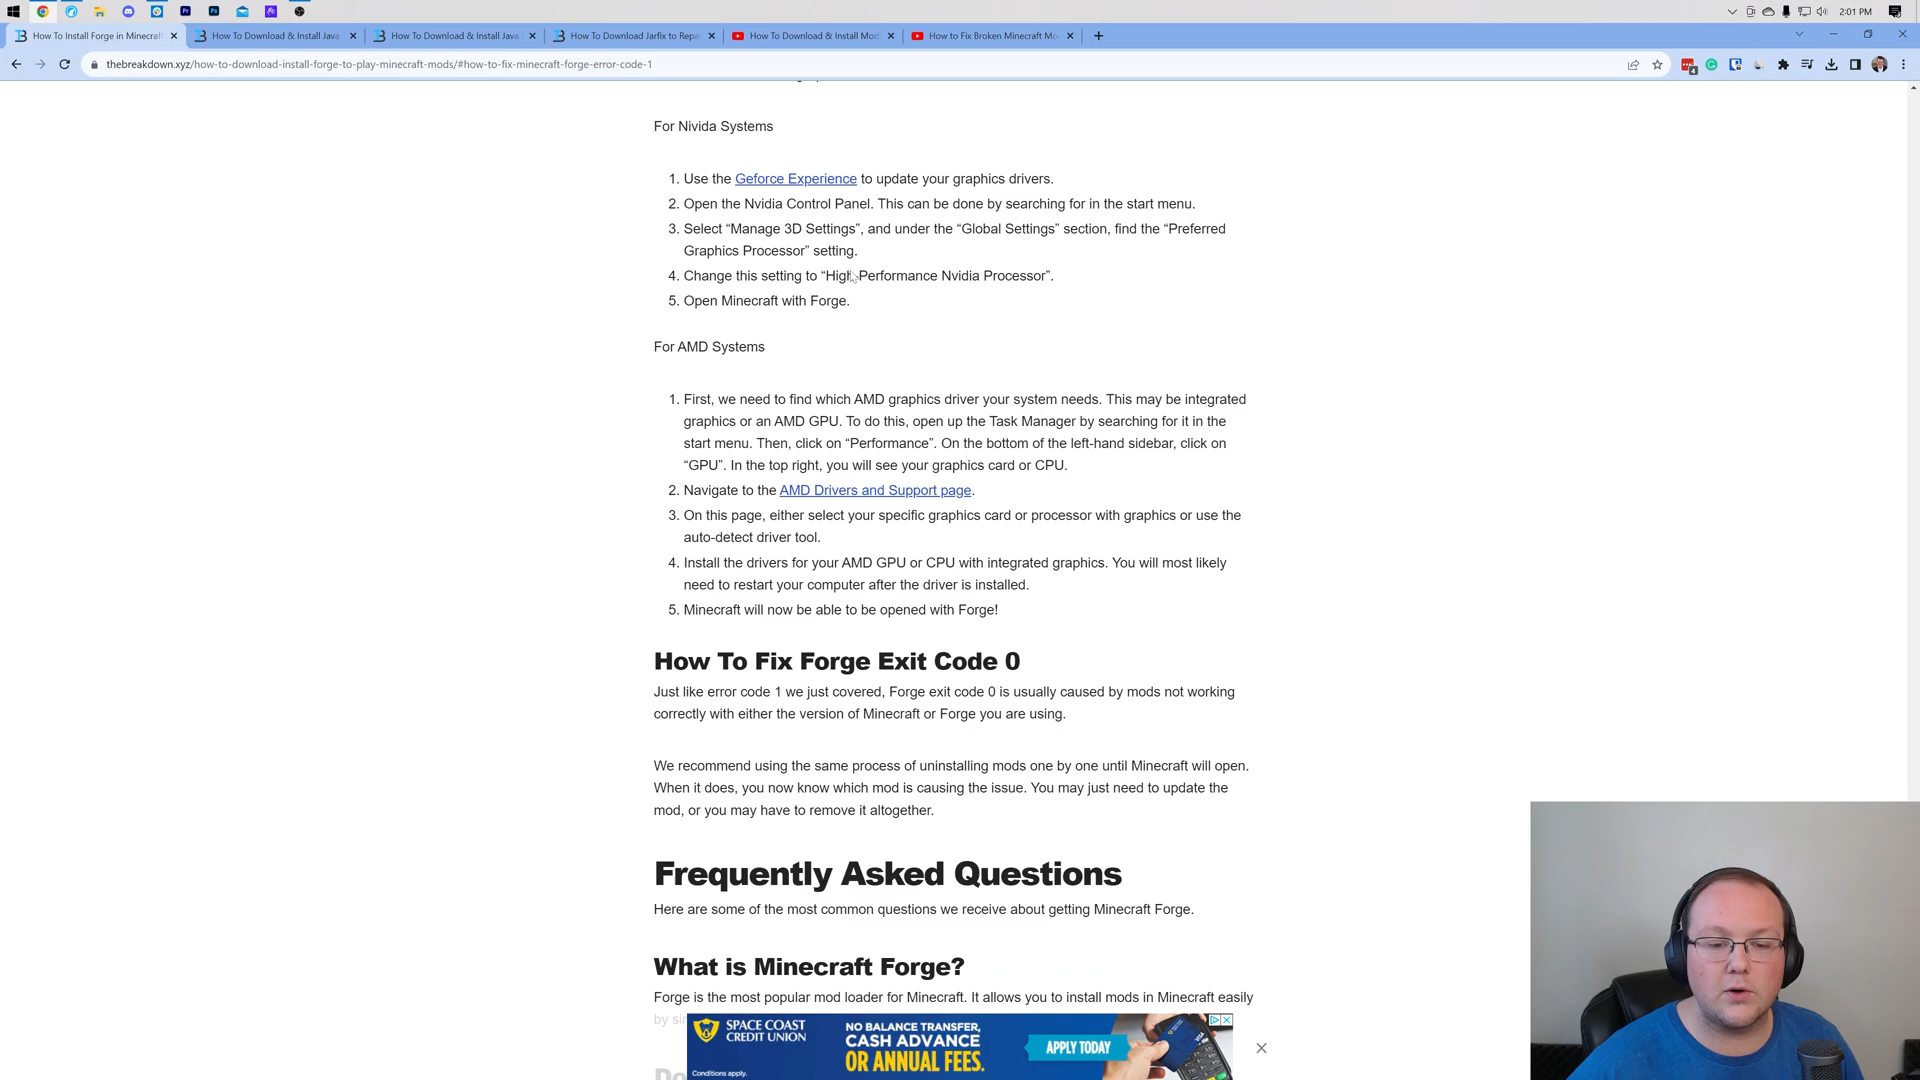 2:01 PM
How To Install Forge in Minecraft
How To Download & Install Java
How To Download & Install Java
How To Download Jarfix to Repa
How To Download & Install Mod
How to Fix Broken Minecraft Mo
thebreakdown.xyz/how-to-download-install-forge-to-play-minecraft-mods/#how-to-fix-minecraft-forge-error-code-1
For Nivida Systems
1. Use the Geforce Experience to update your graphics drivers.
2. Open the Nvidia Control Panel. This can be done by searching for in the start menu.
3. Select “Manage 3D Settings”, and under the “Global Settings” section, find the “Preferred
Graphics Processor” setting.
4. Change this setting to “High-Performance Nvidia Processor”.
5. Open Minecraft with Forge.
For AMD Systems
1. First, we need to find which AMD graphics driver your system needs. This may be integrated
graphics or an AMD GPU. To do this, open up the Task Manager by searching for it in the
start menu. Then, click on “Performance”. On the bottom of the left-hand sidebar, click on
“GPU”. In the top right, you will see your graphics card or CPU.
2. Navigate to the AMD Drivers and Support page.
3. On this page, either select your specific graphics card or processor with graphics or use the
auto-detect driver tool.
4. Install the drivers for your AMD GPU or CPU with integrated graphics. You will most likely
need to restart your computer after the driver is installed.
5. Minecraft will now be able to be opened with Forge!
How To Fix Forge Exit Code 0
Just like error code 1 we just covered, Forge exit code 0 is usually caused by mods not working
correctly with either the version of Minecraft or Forge you are using.
We recommend using the same process of uninstalling mods one by one until Minecraft will open.
When it does, you now know which mod is causing the issue. You may just need to update the
mod, or you may have to remove it altogether.
Frequently Asked Questions
Here are some of the most common questions we receive about getting Minecraft Forge.
What is Minecraft Forge?
Forge is the most popular mod loader for Minecraft. It allows you to install mods in Minecraft easily
by
SPACE COAST
CREDIT UNION
NO BALANCE TRANSFER,
CASH ADVANCE
OR ANNUAL FEES.
APPLY TODAY
Conditions apply.